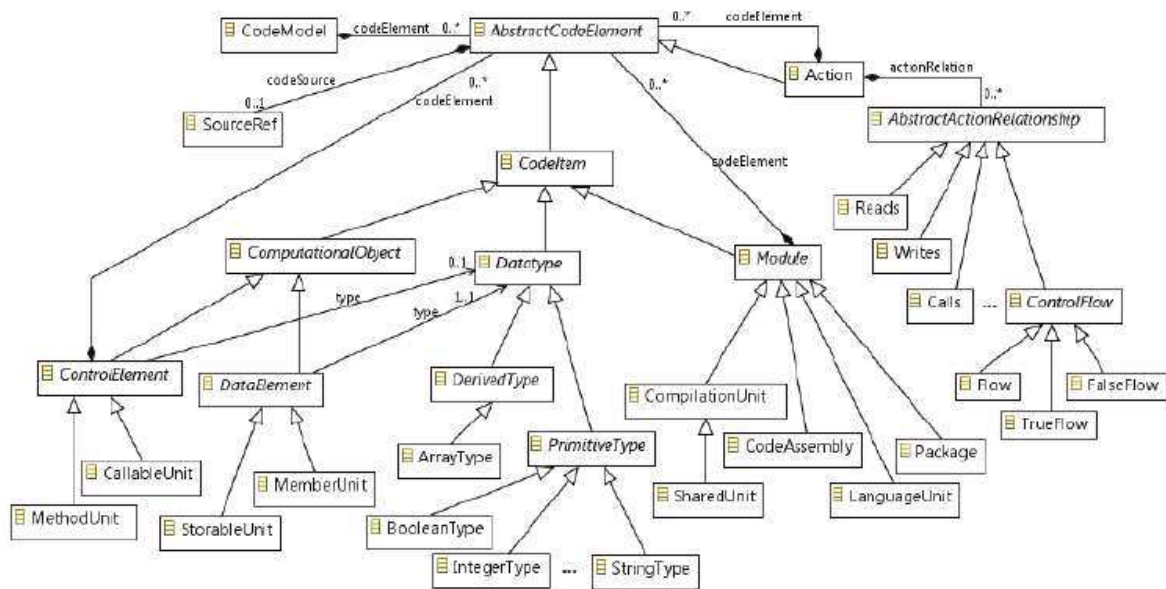 CodeModel
codeElement
0..*
AbstractCodeElement
0..*
codeElement
Action
actionRelation
0..*
AbstractActionRelationship
codeSource
0..1
SourceRef
0..*
codeElement
0..*
codeElement
CodeItem
Reads
Writes
Calls
...
ControlFlow
ComputationalObject
0..1
Datatype
Module
type
1..1
type
ControlElement
DataElement
DerivedType
CompilationUnit
Flow
FalseFlow
TrueFlow
CallableUnit
MemberUnit
ArrayType
PrimitiveType
CodeAssembly
Package
MethodUnit
StorableUnit
BooleanType
SharedUnit
LanguageUnit
IntegerType
...
StringType